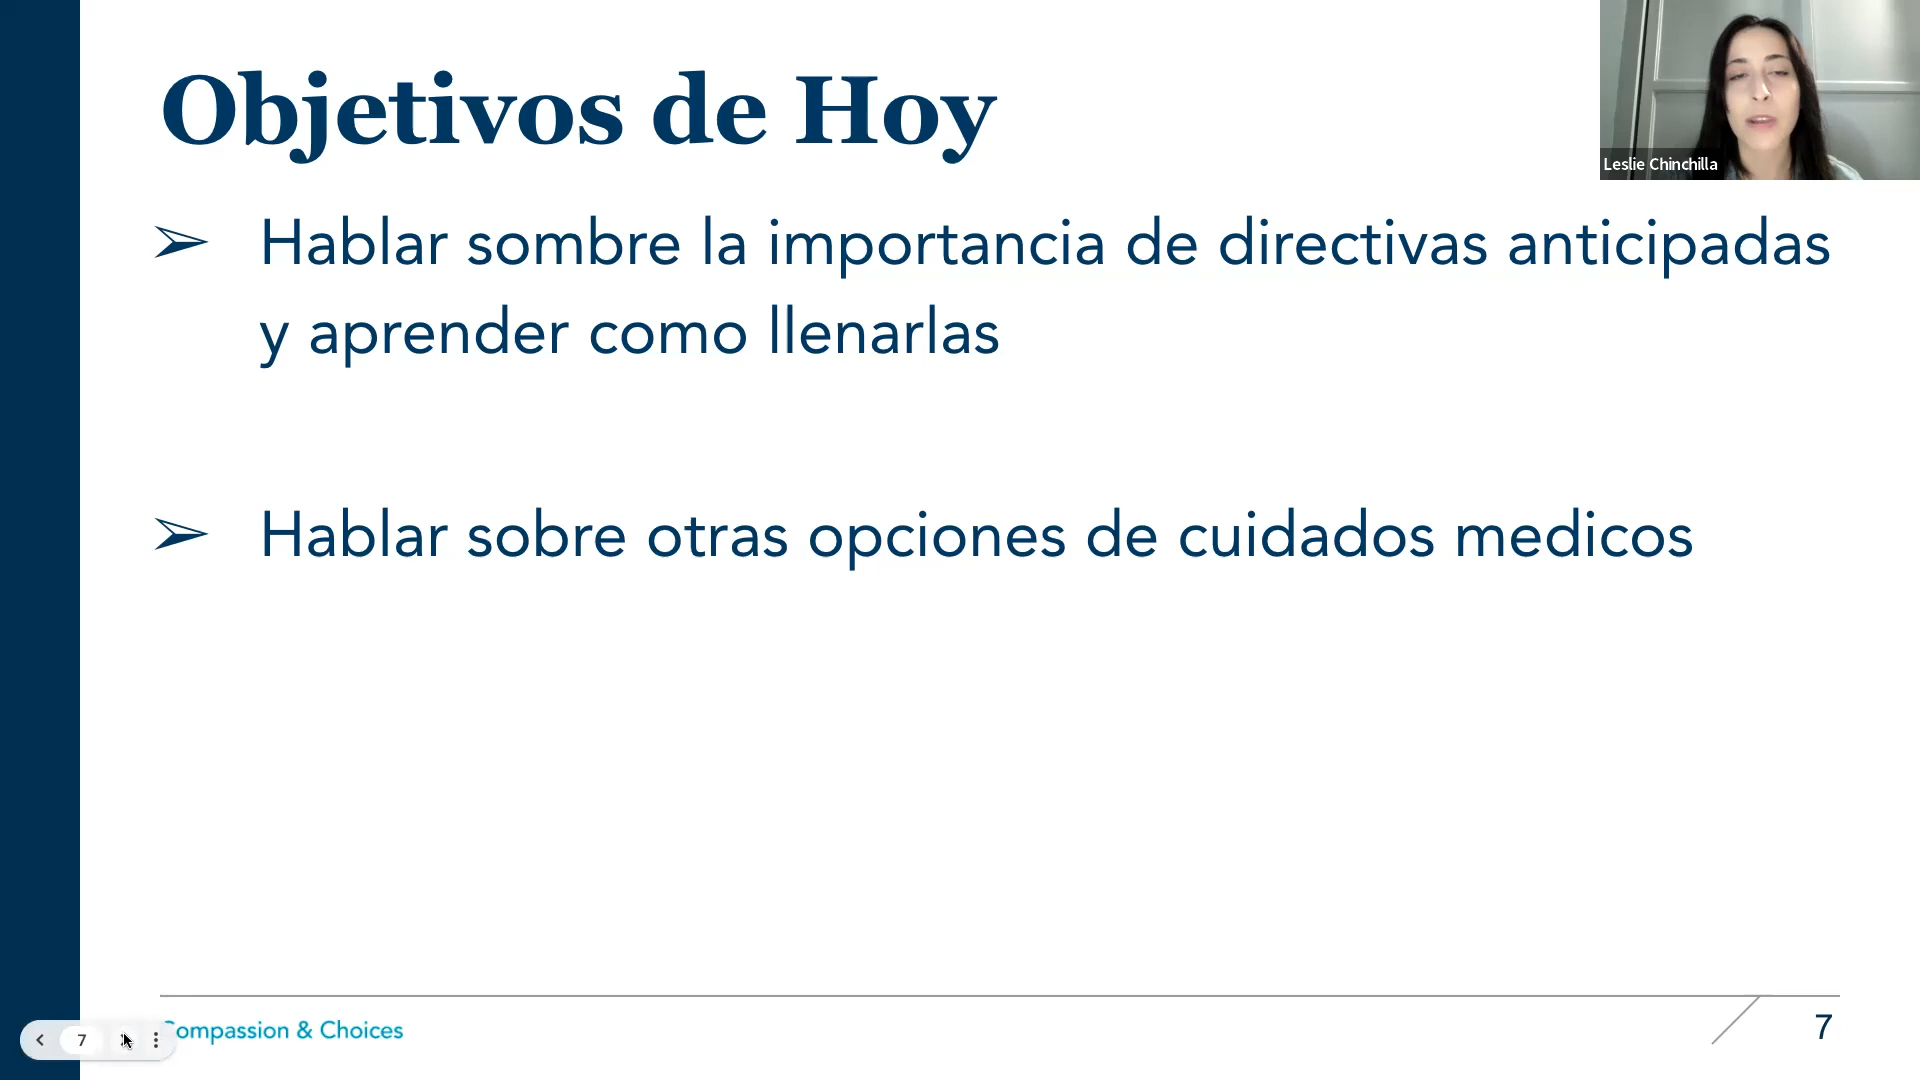 Objetivos de Hoy
Leslie Chinchilla
➢ Hablar sombre la importancia de directivas anticipadas
y aprender como llenarlas
➢ Hablar sobre otras opciones de cuidados medicos
7
Compassion & Choices
7